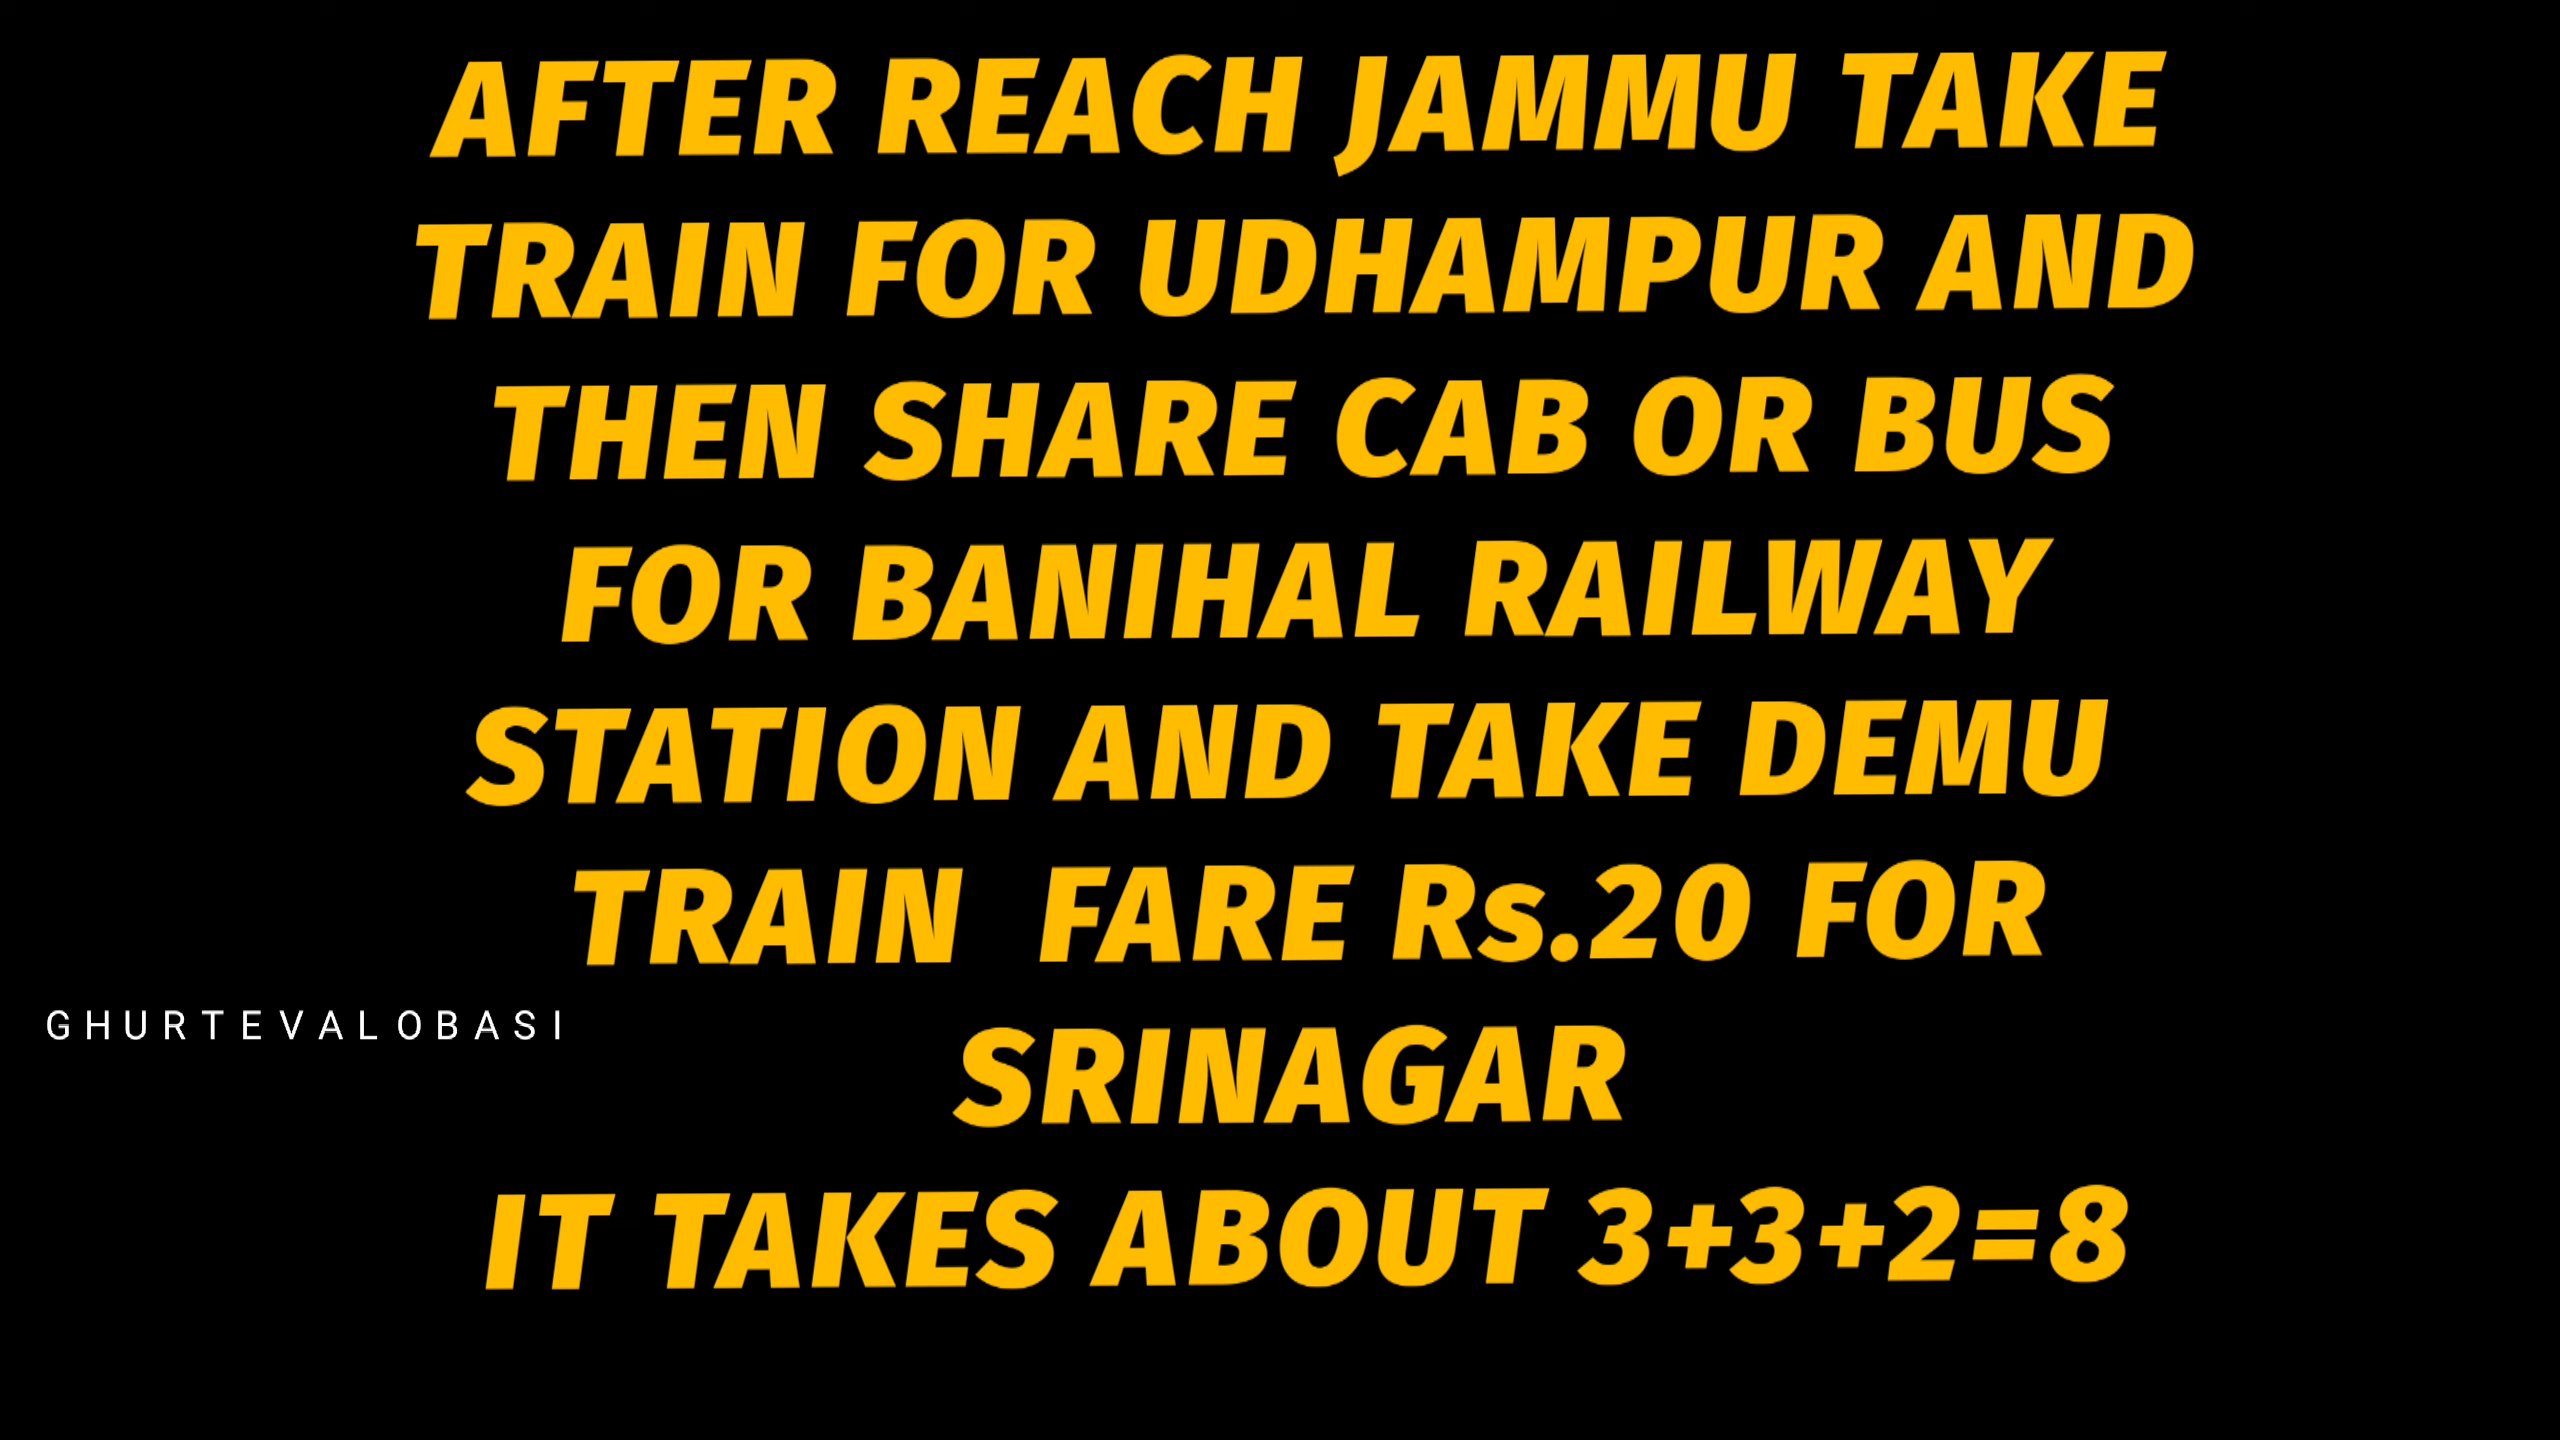 AFTER REACH JAMMU TAKE
TRAIN FOR UDHAMPUR AND
THEN SHARE CAB OR BUS
FOR BANIHAL RAILWAY
STATION AND TAKE DEMU
TRAIN  FARE Rs.20 FOR
SRINAGAR
IT TAKES ABOUT 3+3+2=8
GHURTEVALOBASI